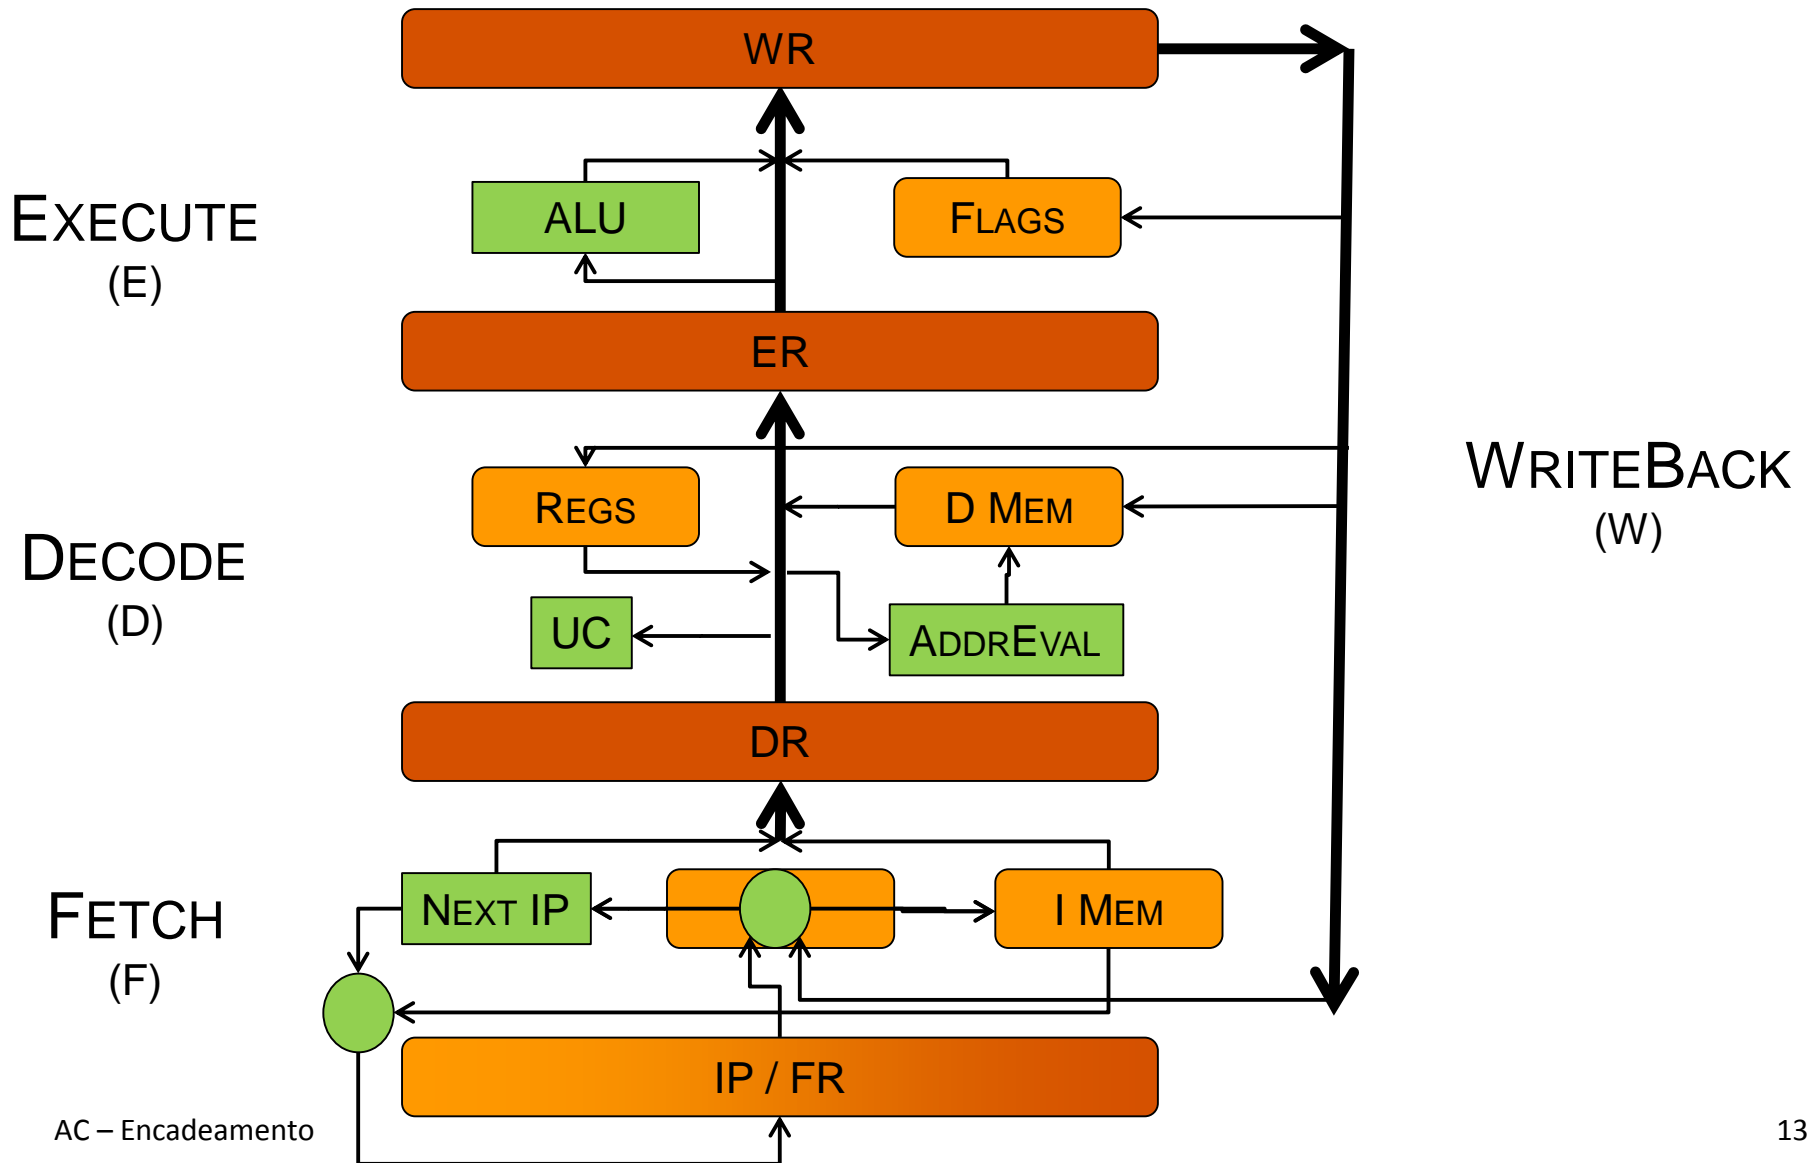 WR
EXECUTE
(E)
ALU
FLAGS
ER
REGS
D MEM
WRITEBACK
(W)
DECODE
(D)
UC
ADDREVAL
DR
FETCH
(F)
NEXT IP
I MEM
IP / FR
AC – Encadeamento
13